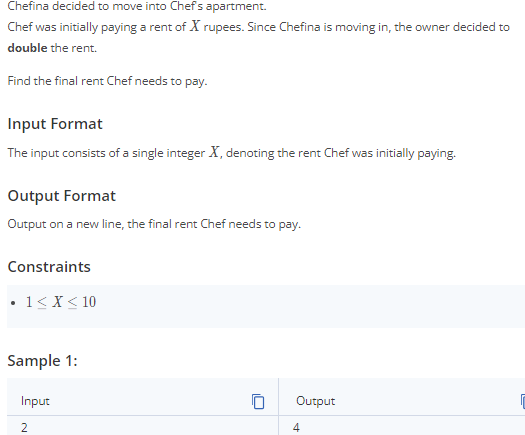 Chefina decided to move into Chef's apartment.
Chef was initially paying a rent of X rupees. Since Chefina is moving in, the owner decided to
double the rent.
Find the final rent Chef needs to pay.
Input Format
The input consists of a single integer X, denoting the rent Chef was initially paying.
Output Format
Output on a new line, the final rent Chef needs to pay.
Constraints
• 1 ≤ X ≤ 10
Sample 1:
Input Output
2 4